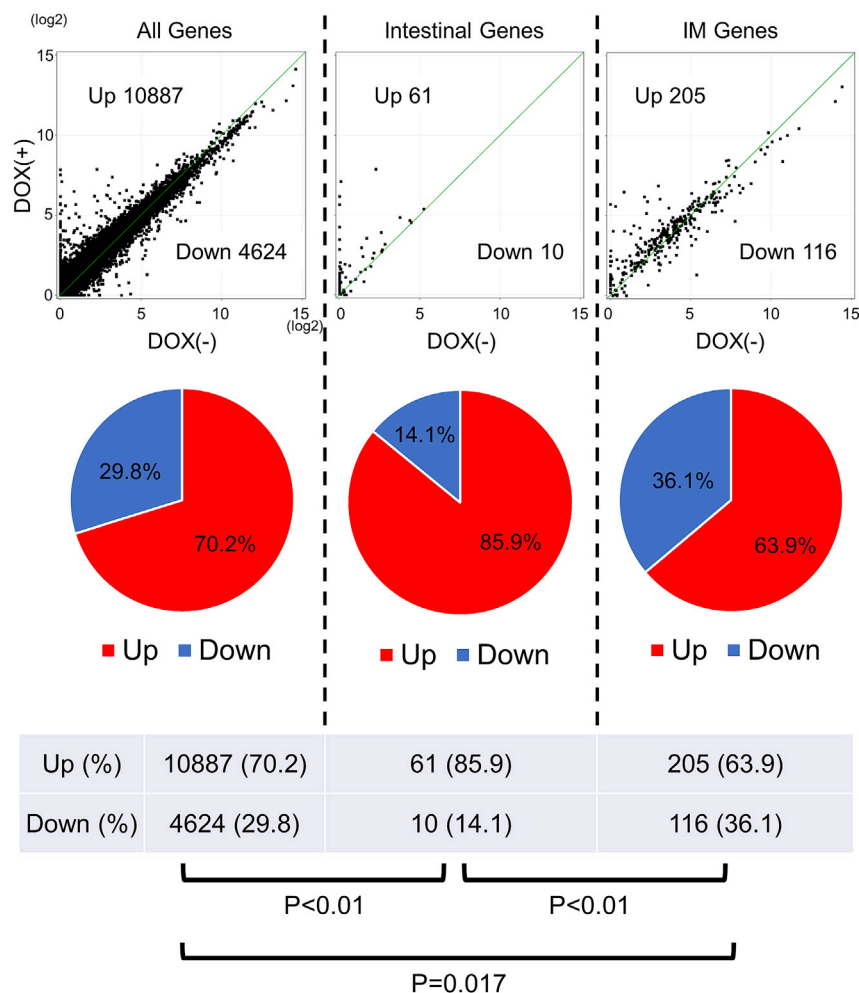 (log2)
All Genes
Intestinal Genes
IM Genes
15
10
5
0
DOX(+)
Up 10887
Down 4624
0 5 10 15
(log2)
DOX(-)
Up 61
Down 10
0 5 10 15
DOX(-)
Up 205
Down 116
0 5 10 15
DOX(-)
29.8%
70.2%
Up Down
14.1%
85.9%
Up Down
36.1%
63.9%
Up Down
Up (%) 10887 (70.2) 61 (85.9) 205 (63.9)
Down (%) 4624 (29.8) 10 (14.1) 116 (36.1)
P<0.01 P<0.01
P=0.017